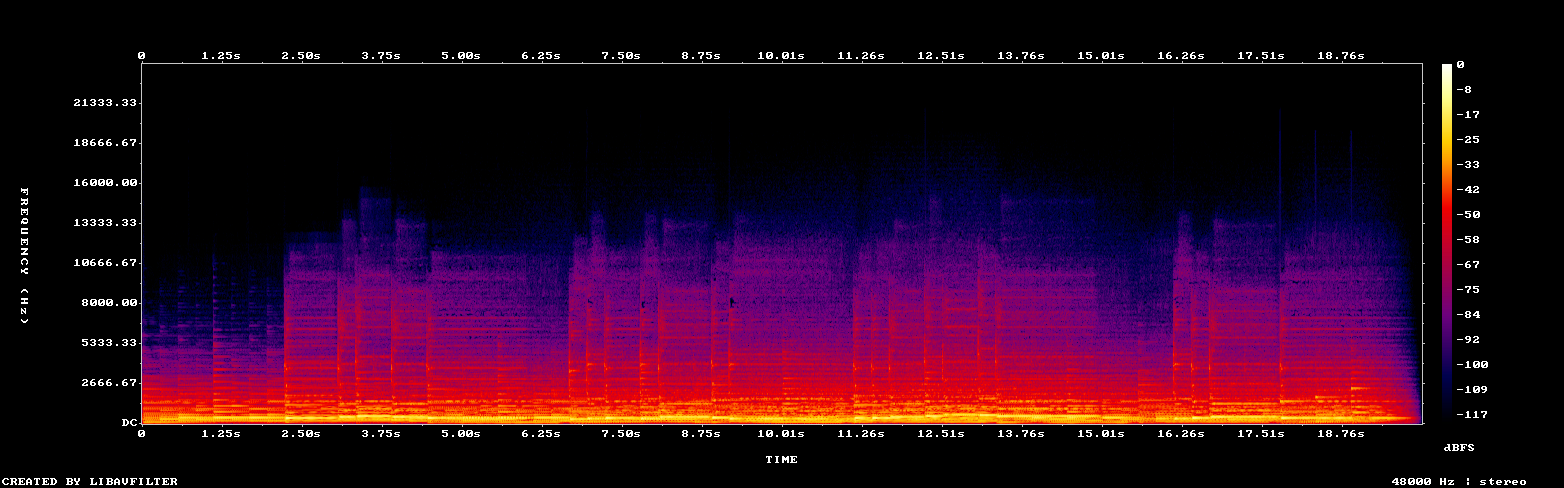 0 1.25s 2.50s 3.75s 5.00s 6.25s 7.50s 8.75s 10.01s 11.26s 12.51s 13.76s 15.01s 16.26s 17.51s 18.76s
0
-8
21333.33
-17
18666.67
-25
-33
16000.00
-42
13333.33
-50
-58
10666.67
-67
-75
8000.00
-84
5333.33
-92
-100
2666.67
-109
-117
DC
FREQUENCY (Hz)
0 1.25s 2.50s 3.75s 5.00s 6.25s 7.50s 8.75s 10.01s 11.26s 12.51s 13.76s 15.01s 16.26s 17.51s 18.76s
dBFS
TIME
CREATED BY LIBAVFILTER
48000 Hz | stereo